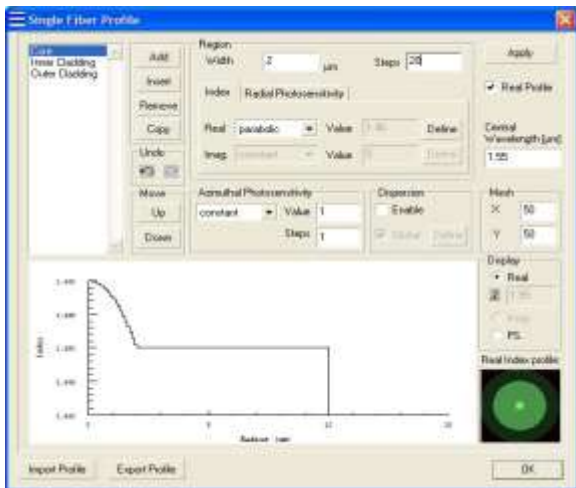 Single Fiber Profile
Core
Inner Cladding
Outer Cladding
Add
Insert
Remove
Copy
Undo
Move
Up
Down
Region
Width 2 μm Steps 20
Index Radial Photosensitivity
Real parabolic Value Define
Imag. constant Value Define
Azimuthal Photosensitivity
constant Value 1
Steps 1
Dispersion
Enable
Define
Apply
Real Profile
Central
Wavelength [μm]
1.55
Mesh
X 50
Y 50
Display
Real
PS
Real Index profile
Index
Import Profile
Export Profile
OK